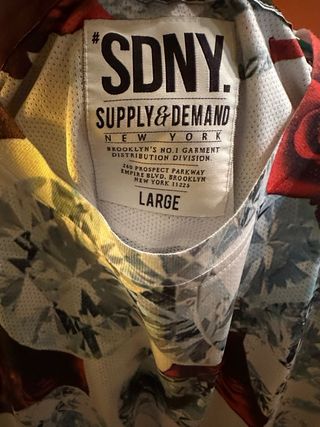 #SDNY.
SUPPLY&DEMAND
NEW YORK
BROOKLYN'S NO.1 GARMENT
DISTRIBUTION DIVISION.
260 PROSPECT PARKWAY
EMPIRE BLVD. BROOKLYN
NEW YORK 11225
LARGE